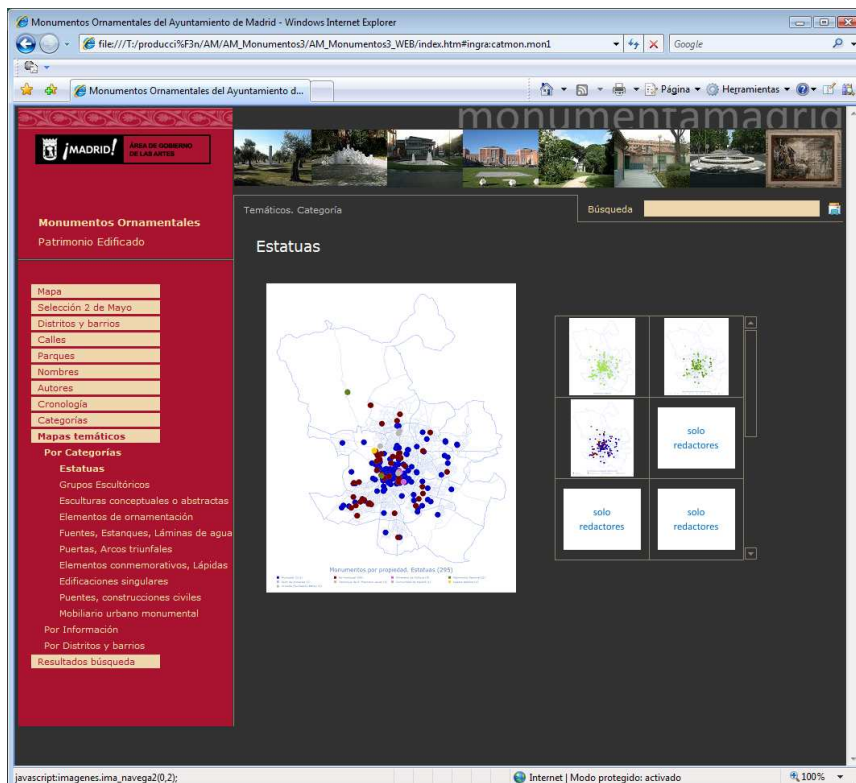 Monumentos Ornamentales del Ayuntamiento de Madrid - Windows Internet Explorer
file:///T:/producci%F3n/AM/AM_Monumentos3/AM_Monumentos3_WEB/index.htm#ingra:catmon.mon1
Google
Monumentos Ornamentales del Ayuntamiento d...
Página
Herramientas
monumentamadrid
¡MADRID!
ÁREA DE GOBIERNO
DE LAS ARTES
Monumentos Ornamentales
Patrimonio Edificado
Temáticos. Categoría
Búsqueda
Estatuas
Mapa
Selección 2 de Mayo
Distritos y barrios
Calles
Parques
Nombres
Autores
Cronología
Categorías
Mapas temáticos
Por Categorías
Estatuas
Grupos Escultóricos
Esculturas conceptuales o abstractas
Elementos de ornamentación
Fuentes, Estanques, Láminas de agua
Puertas, Arcos triunfales
Elementos conmemorativos, Lápidas
Edificaciones singulares
Puentes, construcciones civiles
Mobiliario urbano monumental
Por Información
Por Distritos y barrios
Resultados búsqueda
Monumentos por propiedad. Estatuas (295)
solo
redactores
solo
redactores
solo
redactores
javascript:imagenes.ima_navega2(0,2);
Internet | Modo protegido: activado
100%